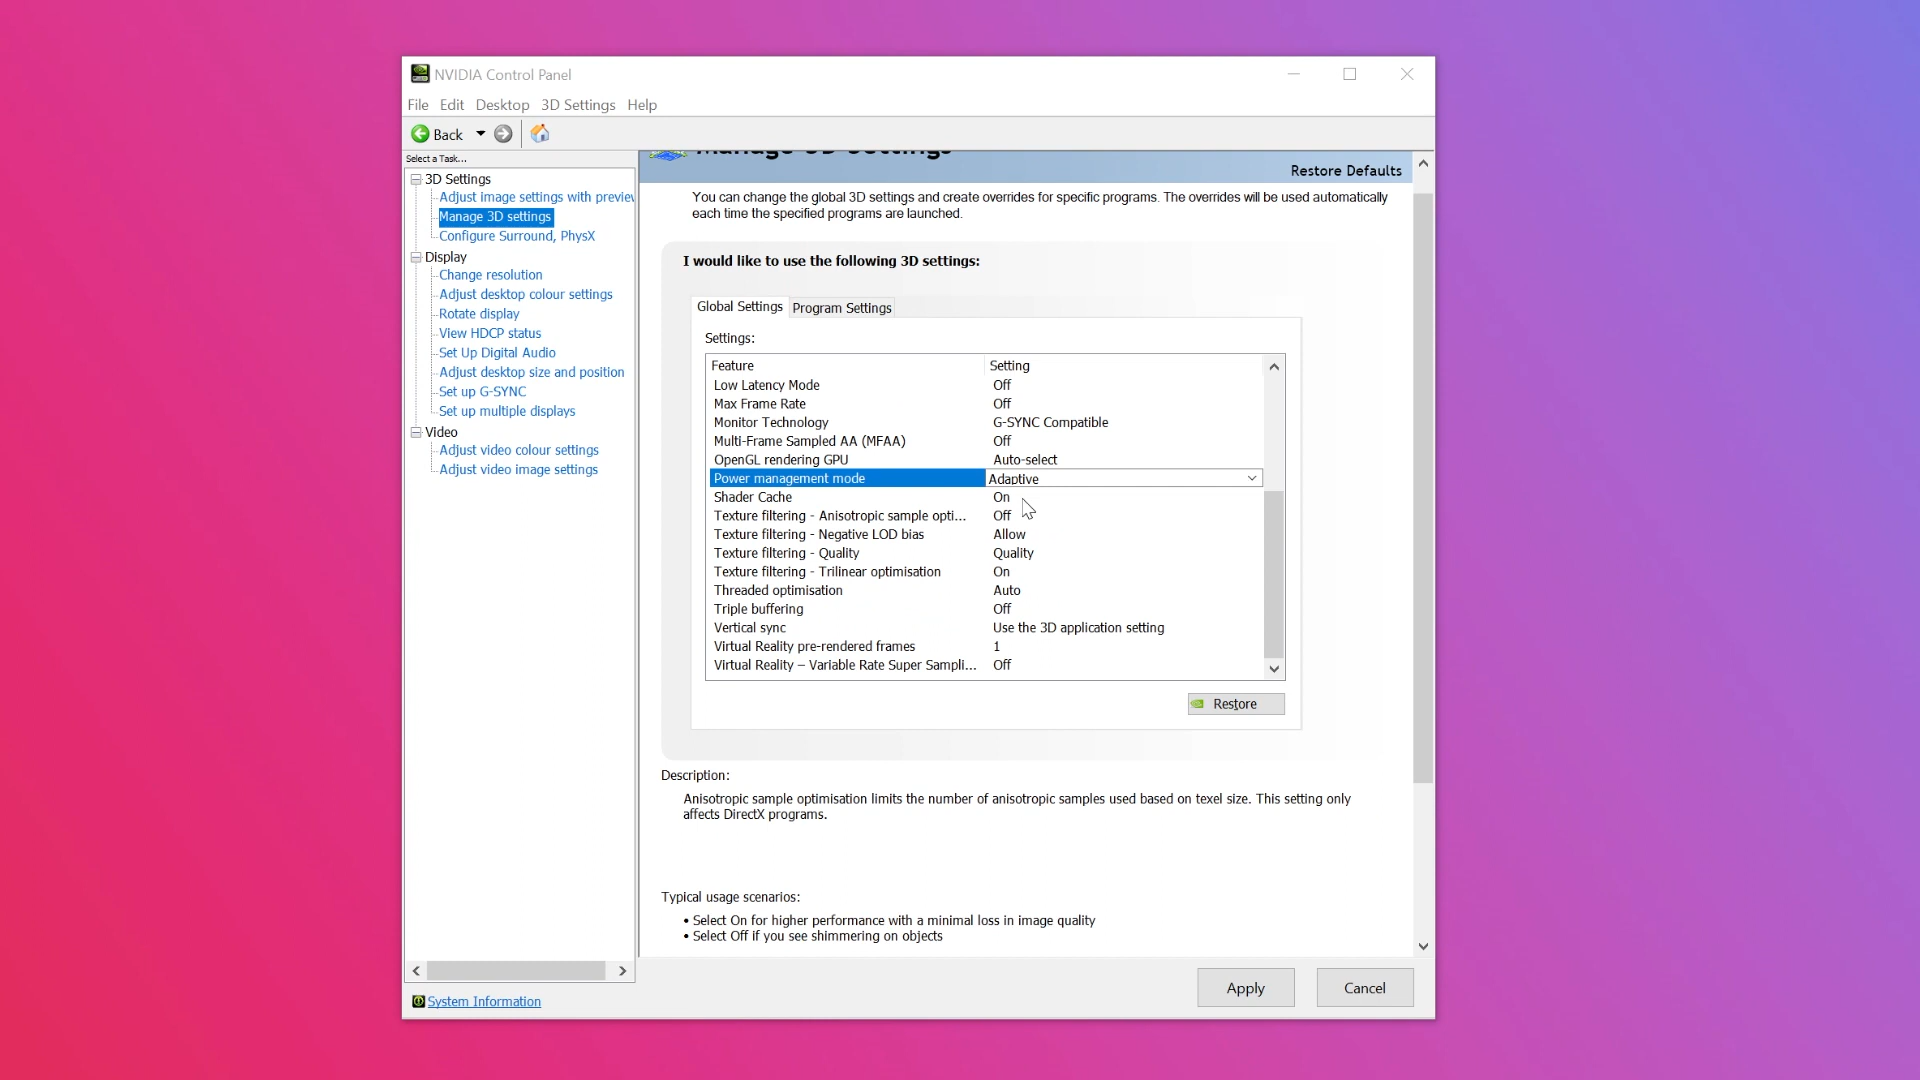 NVIDIA Control Panel
File Edit Desktop 3D Settings Help
Back
Select a Task...
3D Settings
Adjust image settings with preview
Manage 3D settings
Configure Surround, PhysX
Display
Change resolution
Adjust desktop colour settings
Rotate display
View HDCP status
Set Up Digital Audio
Adjust desktop size and position
Set up G-SYNC
Set up multiple displays
Video
Adjust video colour settings
Adjust video image settings
System Information
Manage 3D Settings
Restore Defaults
You can change the global 3D settings and create overrides for specific programs. The overrides will be used automatically
each time the specified programs are launched.
I would like to use the following 3D settings:
Global Settings Program Settings
Settings:
Feature Setting
Low Latency Mode Off
Max Frame Rate Off
Monitor Technology G-SYNC Compatible
Multi-Frame Sampled AA (MFAA) Off
OpenGL rendering GPU Auto-select
Power management mode Adaptive
Shader Cache On
Texture filtering - Anisotropic sample opti... Off
Texture filtering - Negative LOD bias Allow
Texture filtering - Quality Quality
Texture filtering - Trilinear optimisation On
Threaded optimisation Auto
Triple buffering Off
Vertical sync Use the 3D application setting
Virtual Reality pre-rendered frames 1
Virtual Reality – Variable Rate Super Sampli... Off
Restore
Description:
Anisotropic sample optimisation limits the number of anisotropic samples used based on texel size. This setting only
affects DirectX programs.
Typical usage scenarios:
• Select On for higher performance with a minimal loss in image quality
• Select Off if you see shimmering on objects
Apply Cancel